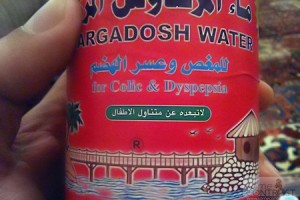 ARGADOSH WATER
للمغص وعسر الهضم
for Colic & Dyspepsia
لاتبعده عن متناول الاطفال
R